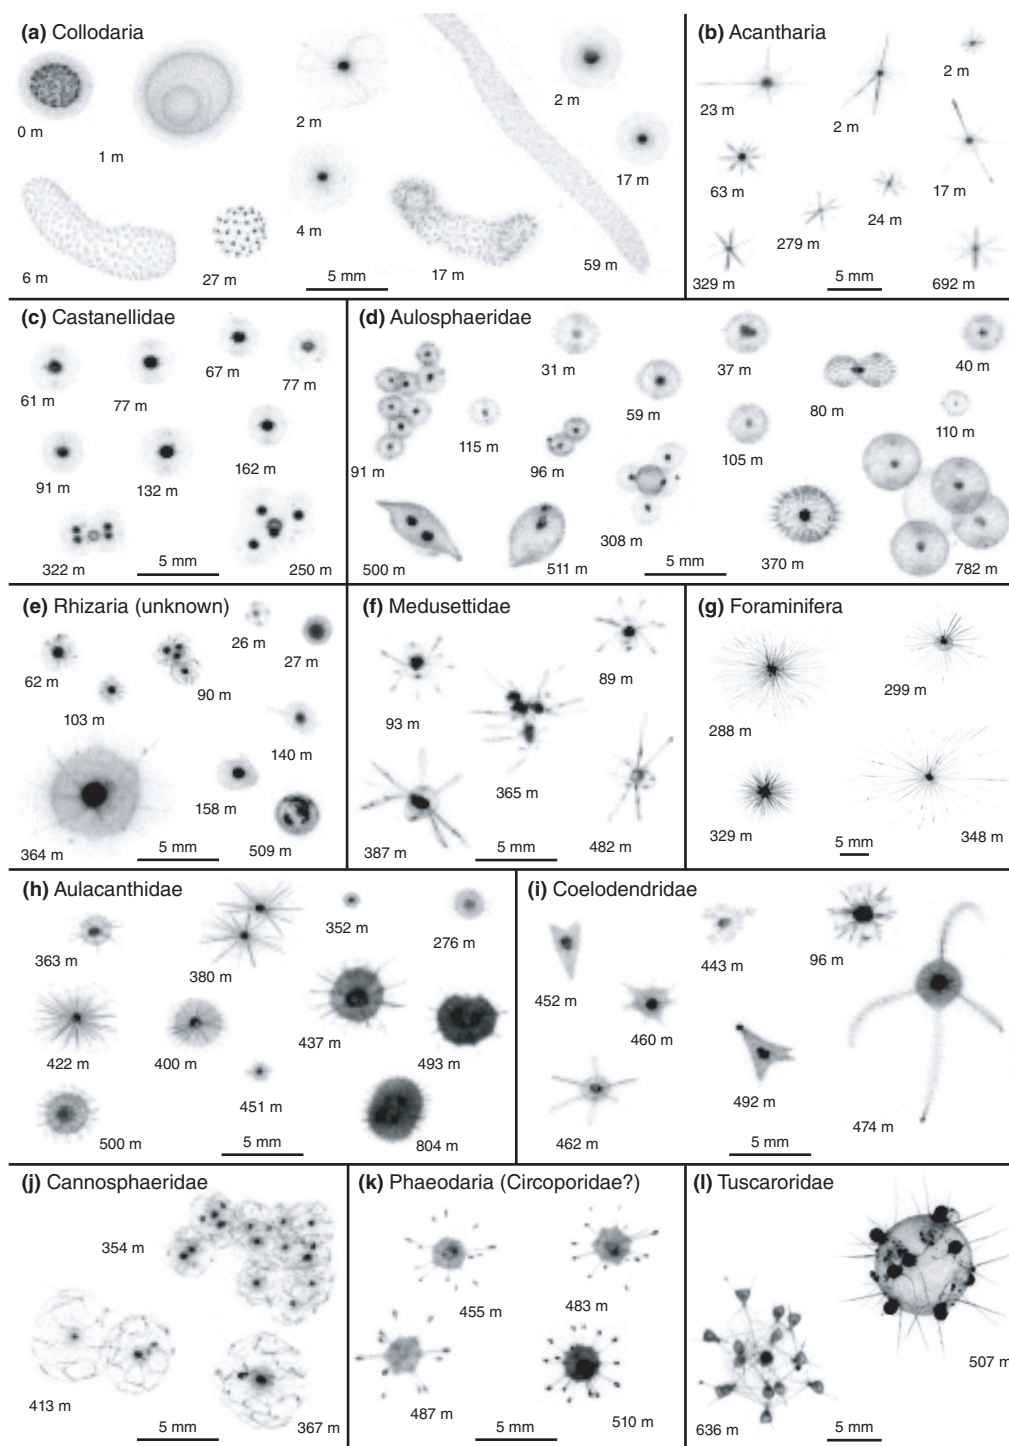 (a) Collodaria
0 m
1 m
2 m
2 m
4 m
17 m
6 m
27 m
17 m
59 m
5 mm
(b) Acantharia
2 m
23 m
2 m
63 m
17 m
24 m
279 m
329 m
692 m
5 mm
(c) Castanellidae
67 m
77 m
61 m
77 m
162 m
91 m
132 m
322 m
250 m
5 mm
(d) Aulosphaeridae
31 m
37 m
40 m
59 m
80 m
110 m
115 m
105 m
91 m
96 m
308 m
500 m
511 m
370 m
782 m
5 mm
(e) Rhizaria (unknown)
26 m
27 m
62 m
90 m
103 m
140 m
158 m
364 m
509 m
5 mm
(f) Medusettidae
89 m
93 m
365 m
387 m
482 m
5 mm
(g) Foraminifera
299 m
288 m
329 m
348 m
5 mm
(h) Aulacanthidae
352 m
276 m
363 m
380 m
437 m
493 m
422 m
400 m
451 m
500 m
804 m
5 mm
(i) Coelodendridae
443 m
96 m
452 m
460 m
492 m
462 m
474 m
5 mm
(j) Cannosphaeridae
354 m
413 m
367 m
5 mm
(k) Phaeodaria (Circoporidae?)
455 m
483 m
487 m
510 m
5 mm
(l) Tuscaroridae
507 m
636 m
5 mm